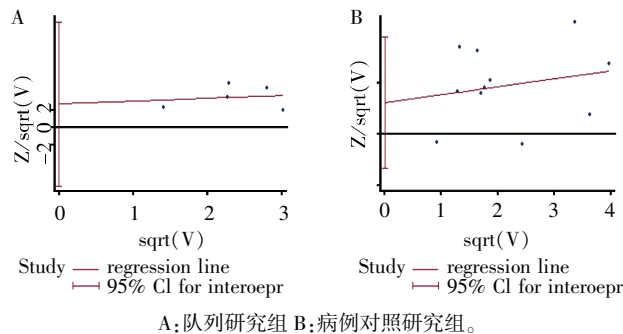 A
B
Z/sqrt(V)
2
0
−2
0
1
2
3
sqrt(V)
Study
regression line
95% Cl for interoepr
Z/sqrt(V)
0
1
2
3
4
sqrt(V)
Study
regression line
95% Cl for interoepr
A:队列研究组 B:病例对照研究组。